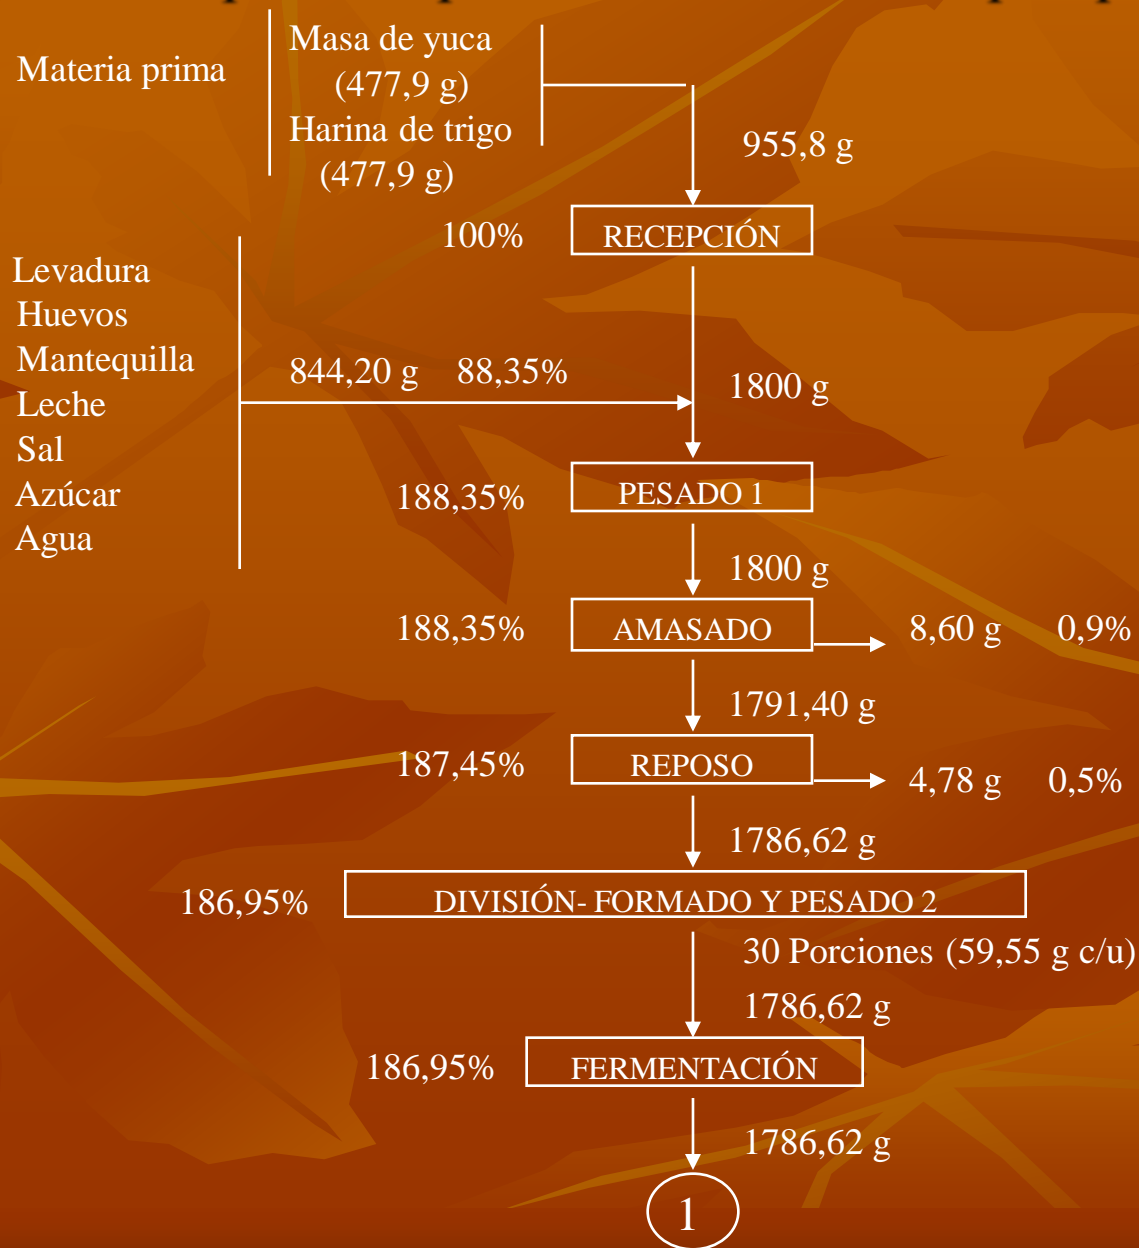 Materia prima
Masa de yuca
(477,9 g)
Harina de trigo
(477,9 g)
955,8 g
100%
RECEPCIÓN
Levadura
Huevos
Mantequilla
Leche
Sal
Azúcar
Agua
844,20 g 88,35%
1800 g
188,35%
PESADO 1
1800 g
188,35%
AMASADO
8,60 g 0,9%
1791,40 g
187,45%
REPOSO
4,78 g 0,5%
1786,62 g
186,95%
DIVISIÓN- FORMADO Y PESADO 2
30 Porciones (59,55 g c/u)
1786,62 g
186,95%
FERMENTACIÓN
1786,62 g
1